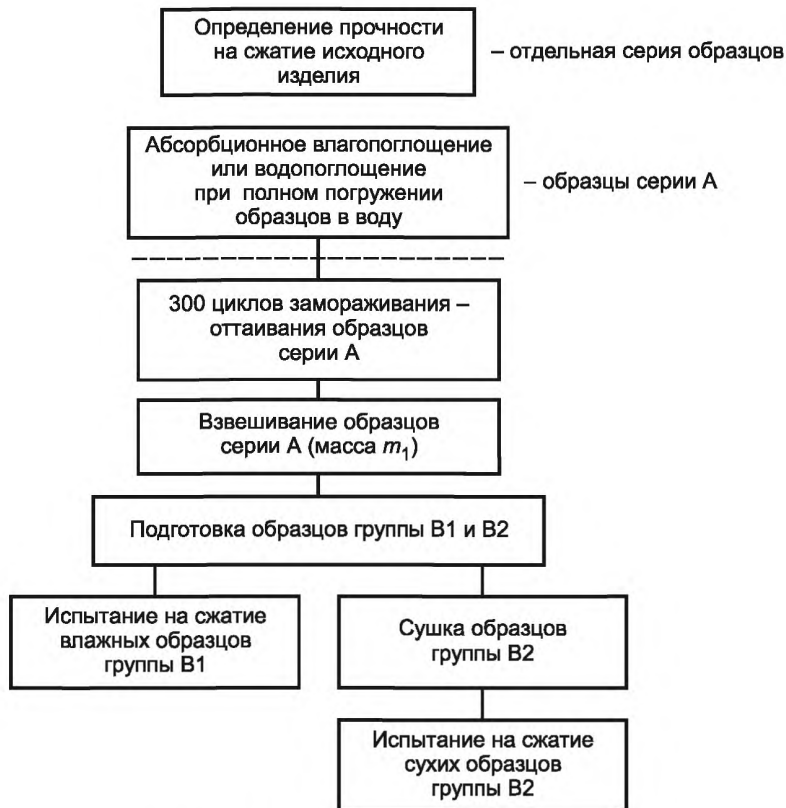 Определение прочности
на сжатие исходного
изделия
– отдельная серия образцов
Абсорбционное влагопоглощение
или водопоглощение
при полном погружении
образцов в воду
– образцы серии А
300 циклов замораживания –
оттаивания образцов
серии А
Взвешивание образцов
серии А (масса m₁)
Подготовка образцов группы В1 и В2
Испытание на сжатие
влажных образцов
группы В1
Сушка образцов
группы В2
Испытание на сжатие
сухих образцов
группы В2